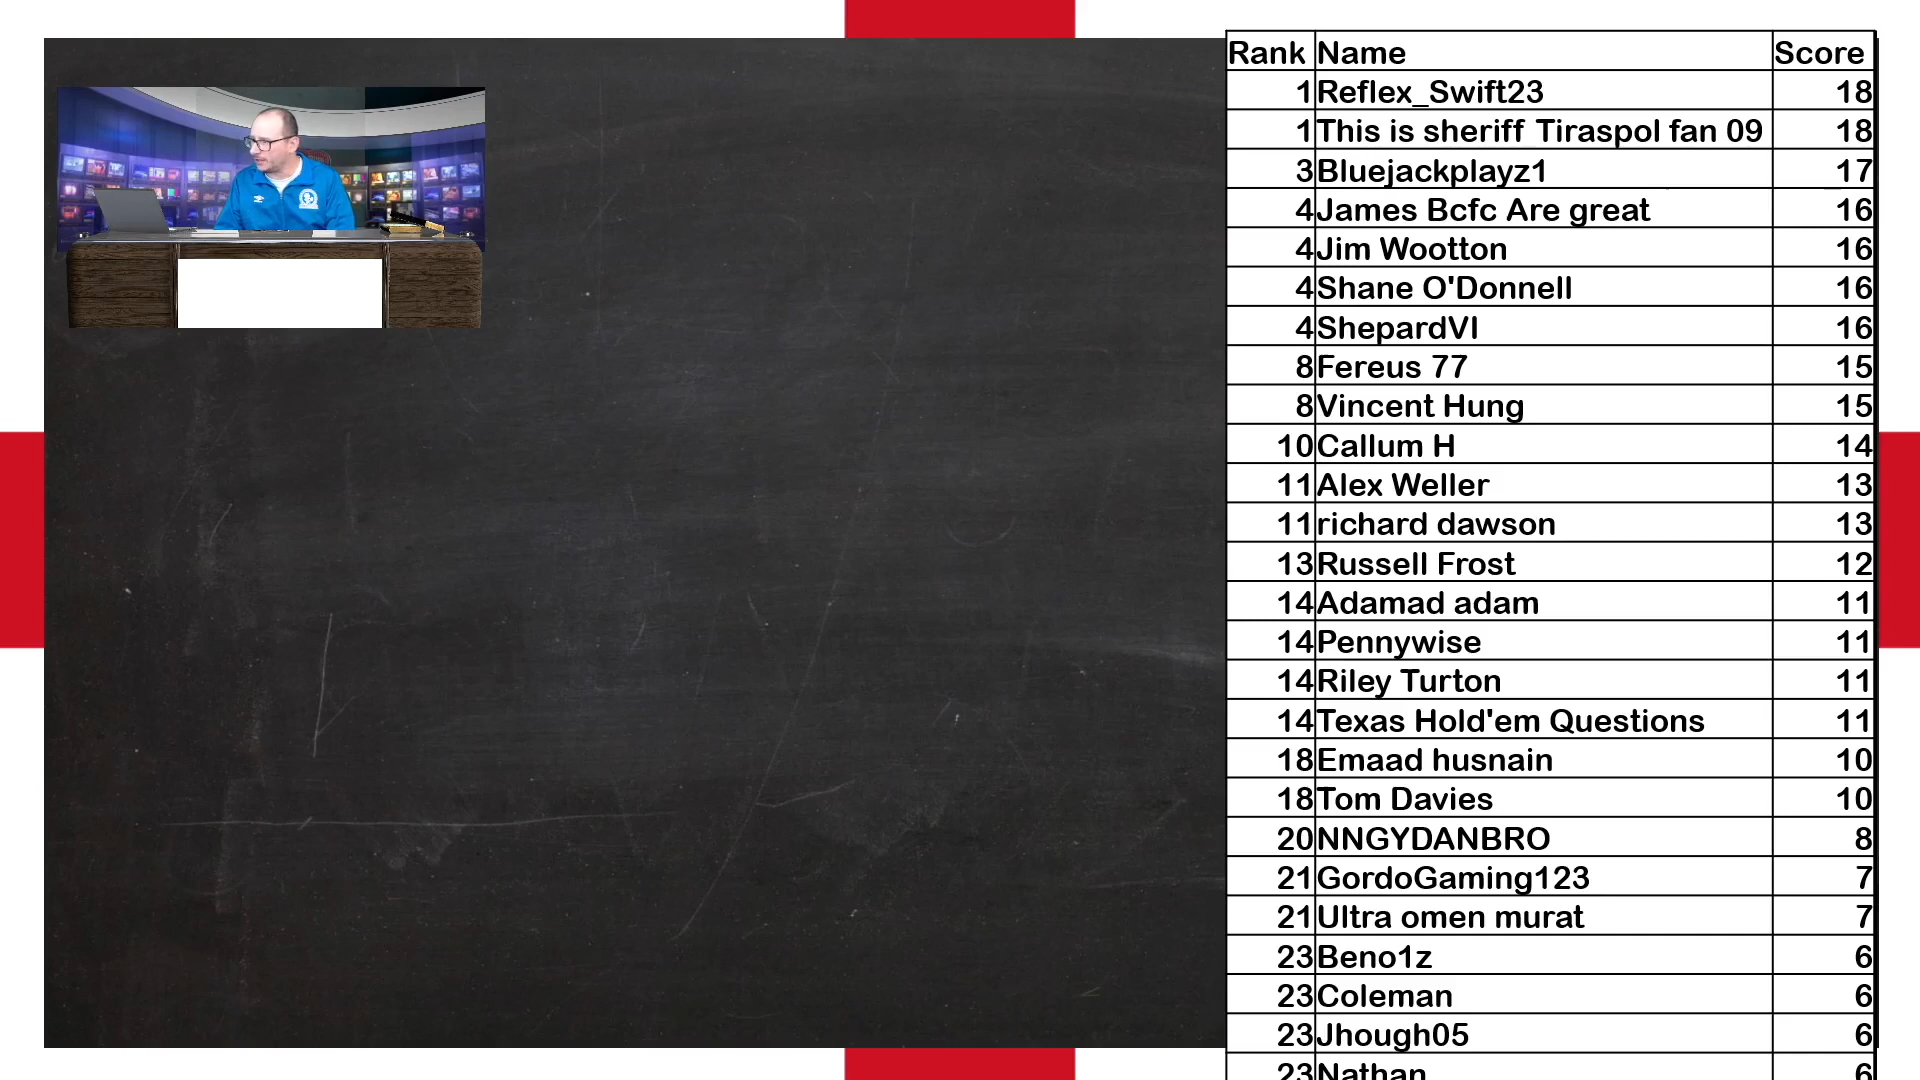 Rank Name Score
1 Reflex_Swift23 18
1 This is sheriff Tiraspol fan 09 18
3 Bluejackplayz1 17
4 James Bcfc Are great 16
4 Jim Wootton 16
4 Shane O'Donnell 16
4 ShepardVI 16
8 Fereus 77 15
8 Vincent Hung 15
10 Callum H 14
11 Alex Weller 13
11 richard dawson 13
13 Russell Frost 12
14 Adamad adam 11
14 Pennywise 11
14 Riley Turton 11
14 Texas Hold'em Questions 11
18 Emaad husnain 10
18 Tom Davies 10
20 NNGYDANBRO 8
21 GordoGaming123 7
21 Ultra omen murat 7
23 Beno1z 6
23 Coleman 6
23 Jhough05 6
23 Nathan 6